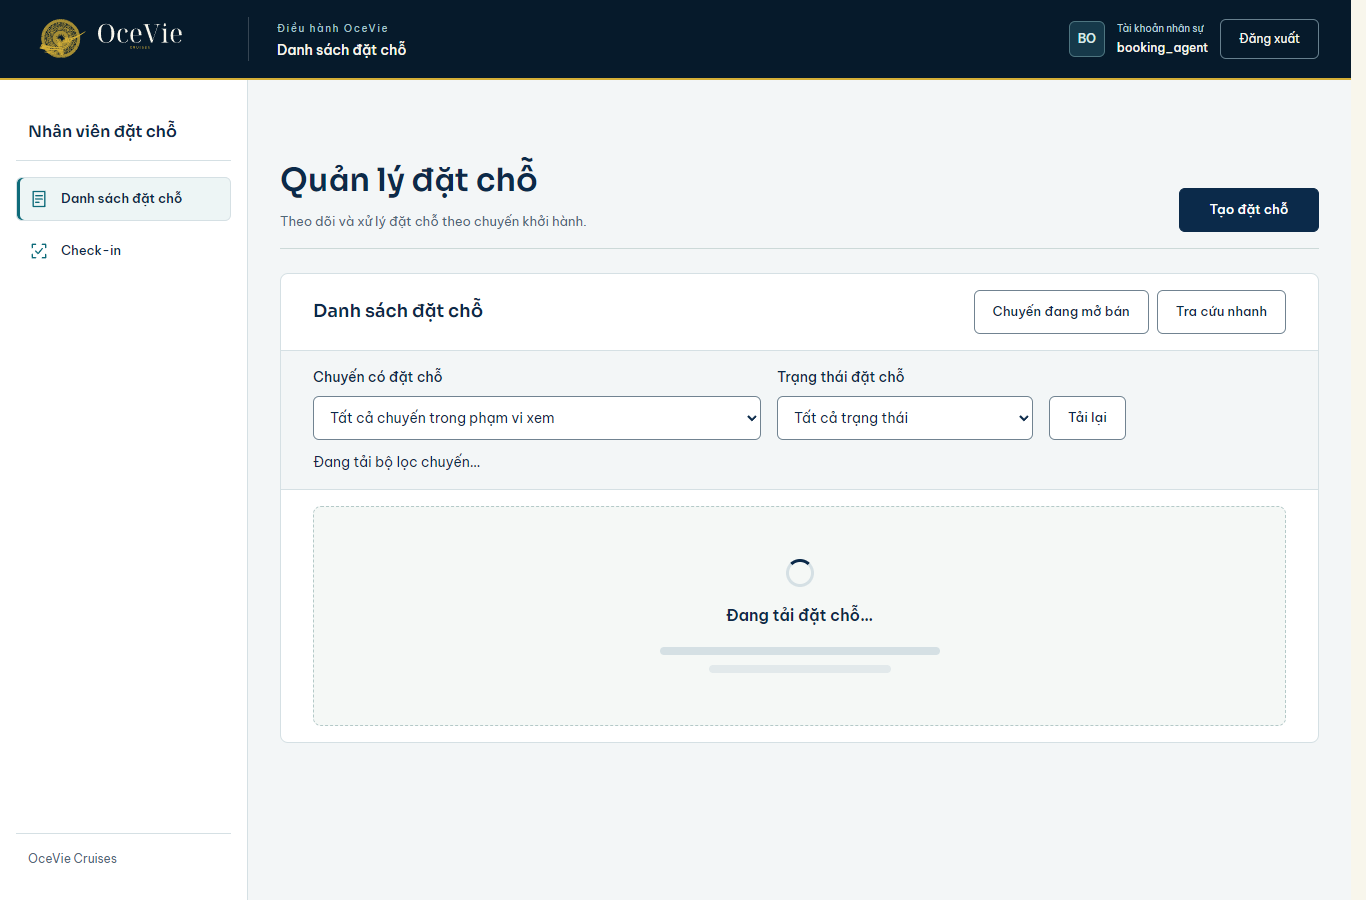 OceVie
CRUISES
Điều hành OceVie
Danh sách đặt chỗ
BO
Tài khoản nhân sự
booking_agent
Đăng xuất
Nhân viên đặt chỗ
Danh sách đặt chỗ
Check-in
OceVie Cruises
Quản lý đặt chỗ
Theo dõi và xử lý đặt chỗ theo chuyến khởi hành.
Tạo đặt chỗ
Danh sách đặt chỗ
Chuyến đang mở bán
Tra cứu nhanh
Chuyến có đặt chỗ
Trạng thái đặt chỗ
Tất cả chuyến trong phạm vi xem
Tất cả trạng thái
Tải lại
Đang tải bộ lọc chuyến...
Đang tải đặt chỗ...